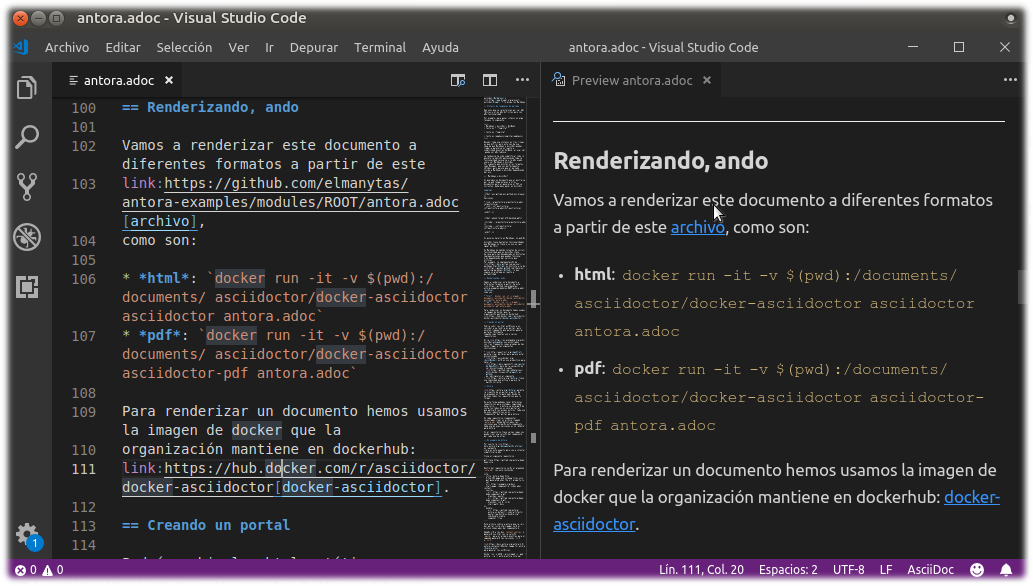 antora.adoc - Visual Studio Code
Archivo Editar Selección Ver Ir Depurar Terminal Ayuda antora.adoc - Visual Studio Code
antora.adoc
Preview antora.adoc
100 == Renderizando, ando
101
102 Vamos a renderizar este documento a
diferentes formatos a partir de este
103 link:https://github.com/elmanytas/
antora-examples/modules/ROOT/antora.adoc
[archivo],
104 como son:
105
106 * *html*: `docker run -it -v $(pwd):/
documents/ asciidoctor/docker-asciidoctor
asciidoctor antora.adoc`
107 * *pdf*: `docker run -it -v $(pwd):/
documents/ asciidoctor/docker-asciidoctor
asciidoctor-pdf antora.adoc`
108
109 Para renderizar un documento hemos usamos
la imagen de docker que la
110 organización mantiene en dockerhub:
111 link:https://hub.docker.com/r/asciidoctor/
docker-asciidoctor[docker-asciidoctor].
112
113 == Creando un portal
114
Renderizando, ando
Vamos a renderizar este documento a diferentes formatos
a partir de este archivo, como son:
• html: docker run -it -v $(pwd):/documents/
asciidoctor/docker-asciidoctor asciidoctor
antora.adoc
• pdf: docker run -it -v $(pwd):/documents/
asciidoctor/docker-asciidoctor asciidoctor-
pdf antora.adoc
Para renderizar un documento hemos usamos la imagen de
docker que la organización mantiene en dockerhub: docker-
asciidoctor.
1
0 0 Lín. 111, Col. 20 Espacios: 2 UTF-8 LF AsciiDoc